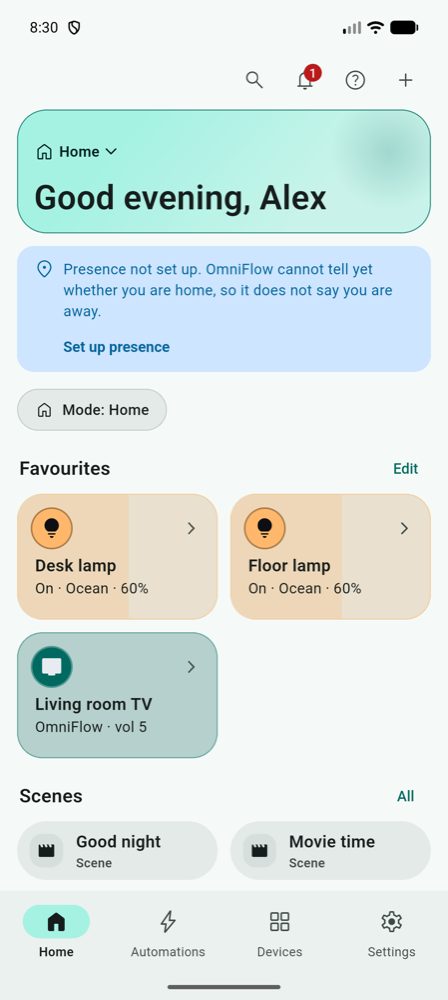 8:30
1
Home
Good evening, Alex
Presence not set up. OmniFlow cannot tell yet
whether you are home, so it does not say you are
away.
Set up presence
Mode: Home
Favourites
Edit
Desk lamp
On · Ocean · 60%
Floor lamp
On · Ocean · 60%
Living room TV
OmniFlow · vol 5
Scenes
All
Good night
Scene
Movie time
Scene
Home
Automations
Devices
Settings